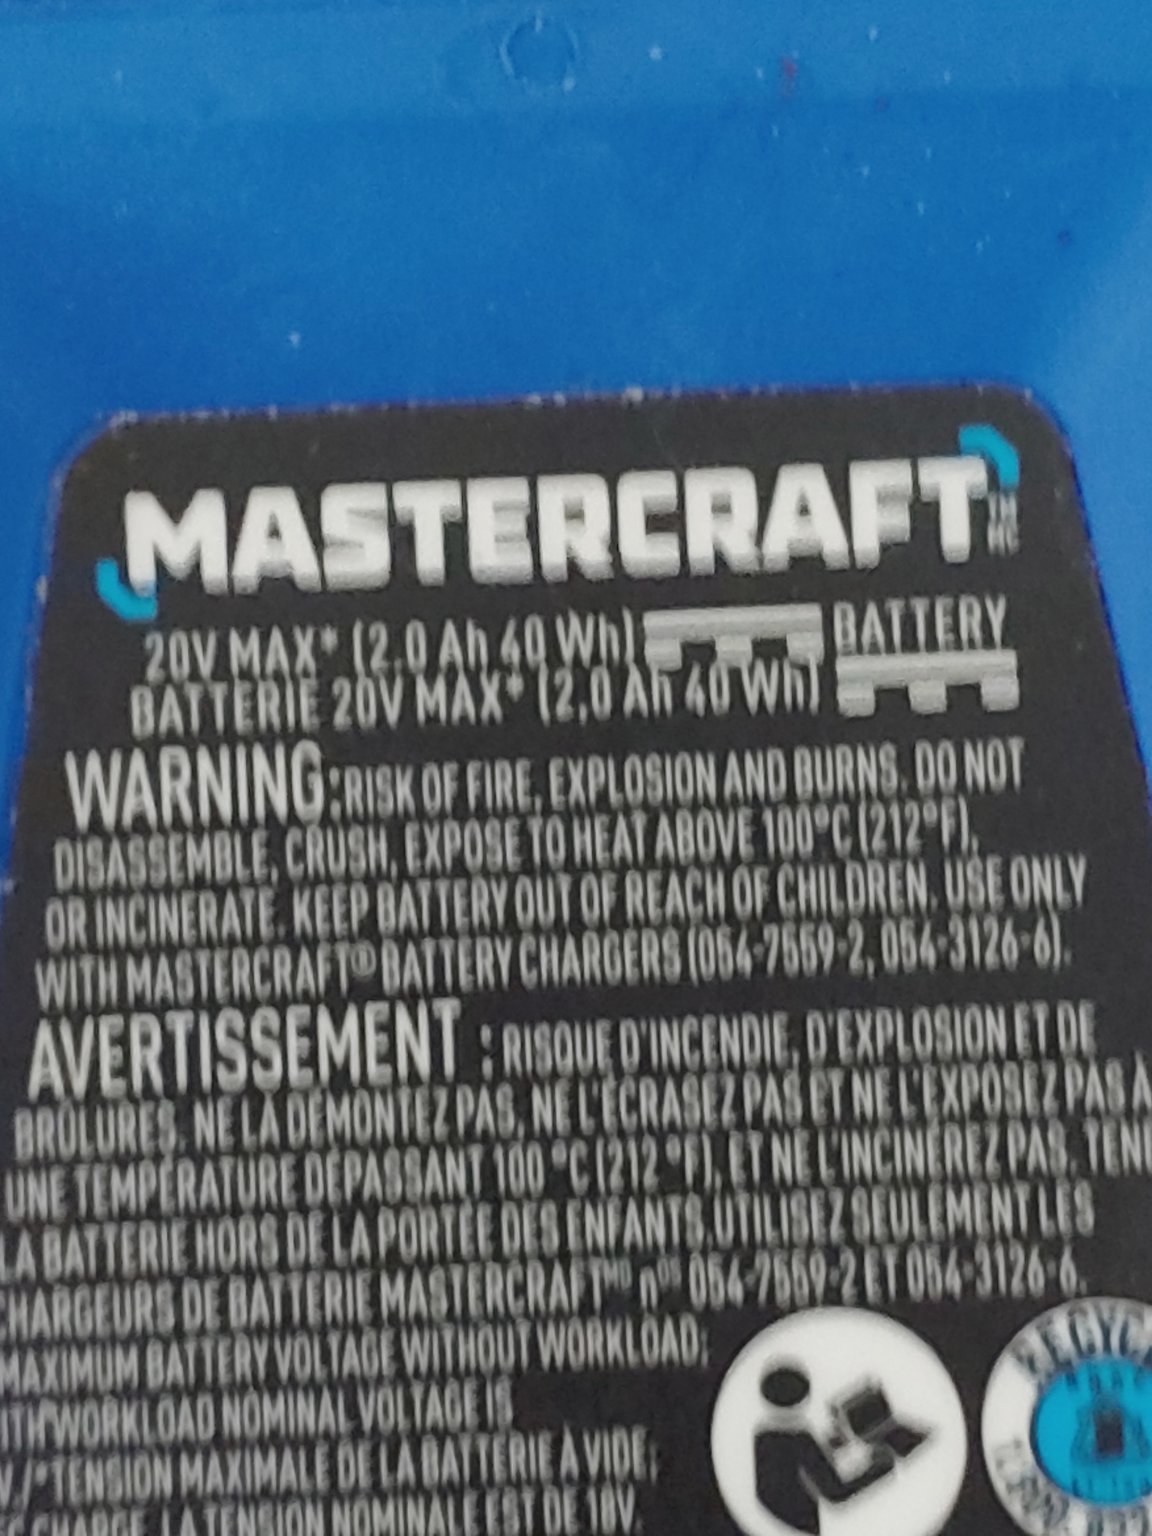 MASTERCRAFT
TM
MC
20V MAX* (2.0 Ah 40 Wh) BATTERY
BATTERIE 20V MAX* (2,0 Ah 40 Wh)
WARNING: RISK OF FIRE, EXPLOSION AND BURNS. DO NOT
DISASSEMBLE, CRUSH, EXPOSE TO HEAT ABOVE 100°C (212°F),
OR INCINERATE. KEEP BATTERY OUT OF REACH OF CHILDREN. USE ONLY
WITH MASTERCRAFT® BATTERY CHARGERS (054-7559-2, 054-3126-6).
AVERTISSEMENT : RISQUE D'INCENDIE, D'EXPLOSION ET DE
BRÛLURES. NE LA DÉMONTEZ PAS, NE L'ÉCRASEZ PAS ET NE L'EXPOSEZ PAS À
UNE TEMPÉRATURE DÉPASSANT 100 °C (212 °F), ET NE L'INCINÉREZ PAS. TENE
LA BATTERIE HORS DE LA PORTÉE DES ENFANTS. UTILISEZ SEULEMENT LES
CHARGEURS DE BATTERIE MASTERCRAFT nos 054-7559-2 ET 054-3126-6.
MAXIMUM BATTERY VOLTAGE WITHOUT WORKLOAD;
WORKLOAD NOMINAL VOLTAGE IS
V/*TENSION MAXIMALE DE LA BATTERIE À VIDE;
CHARGE, LA TENSION NOMINALE EST DE 18V.